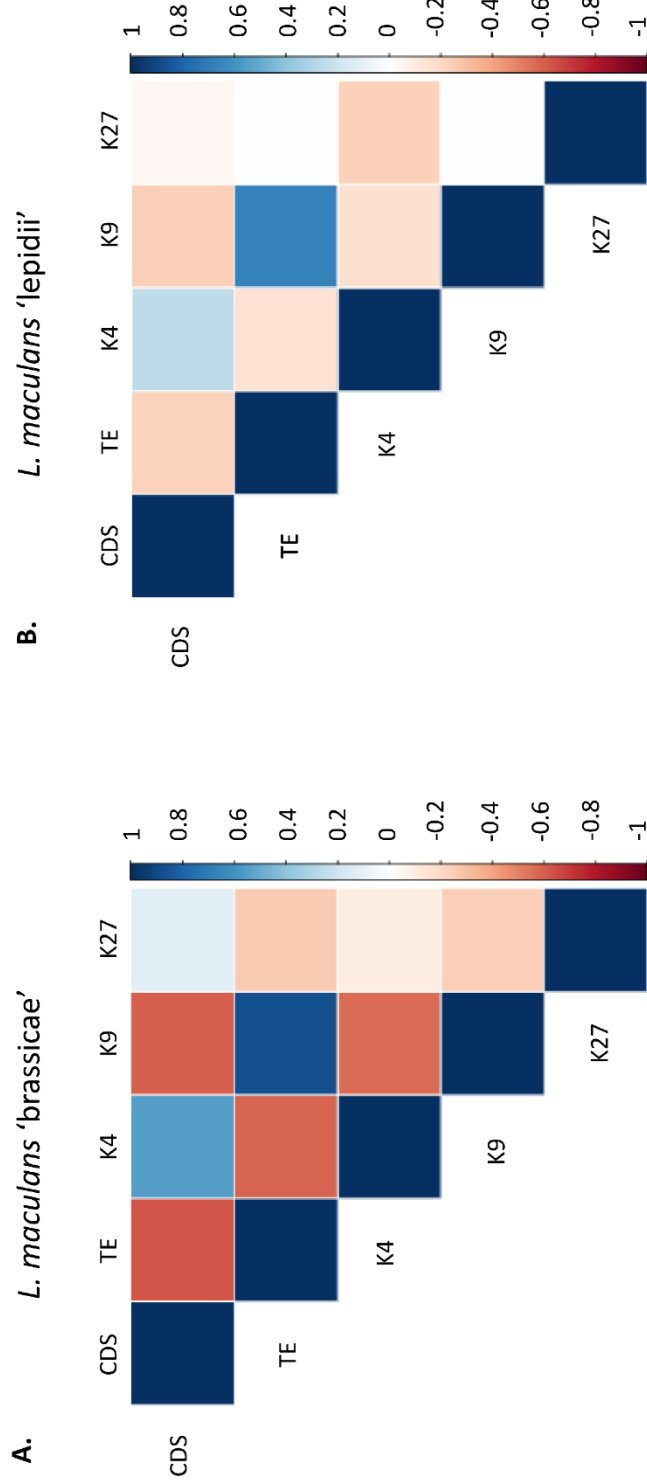 A.
L. maculans ‘brassicae’
CDS TE K4 K9 K27
CDS
TE
K4
K9
K27
1
0.8
0.6
0.4
0.2
0
-0.2
-0.4
-0.6
-0.8
-1
B.
L. maculans ‘lepidii’
CDS TE K4 K9 K27
CDS
TE
K4
K9
K27
1
0.8
0.6
0.4
0.2
0
-0.2
-0.4
-0.6
-0.8
-1